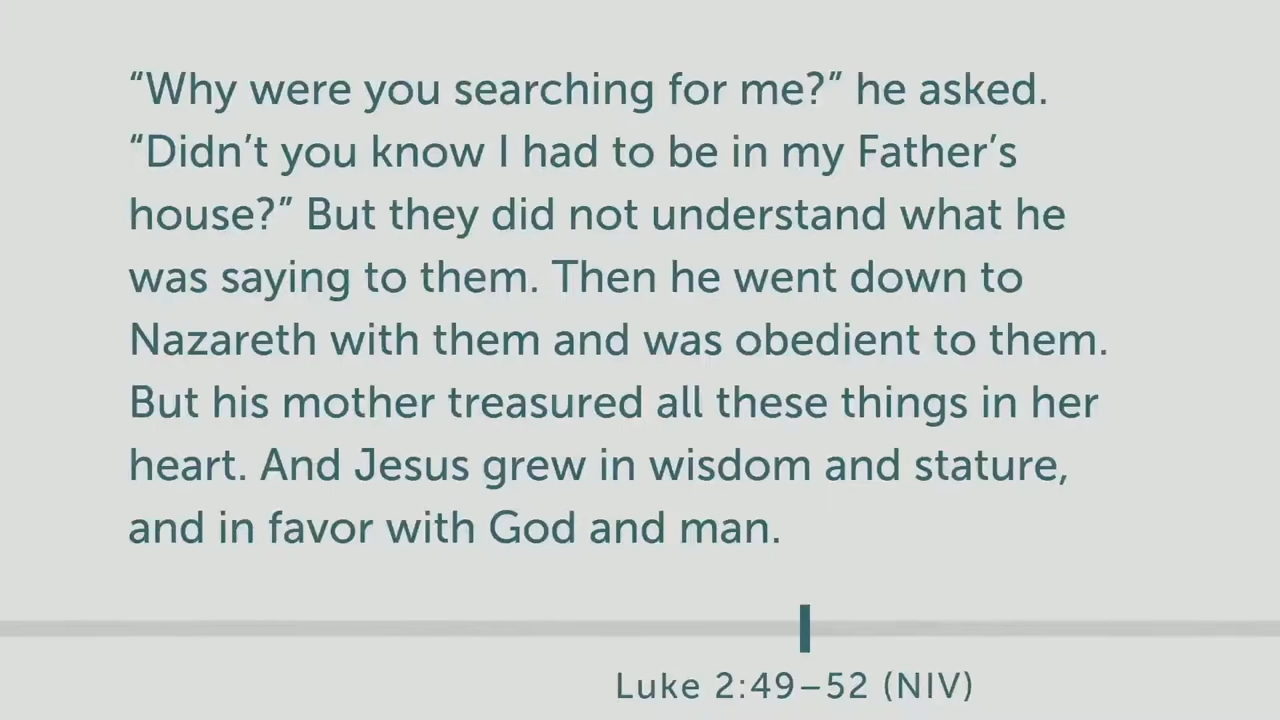 “Why were you searching for me?” he asked.
“Didn’t you know I had to be in my Father’s
house?” But they did not understand what he
was saying to them. Then he went down to
Nazareth with them and was obedient to them.
But his mother treasured all these things in her
heart. And Jesus grew in wisdom and stature,
and in favor with God and man.
Luke 2:49–52 (NIV)